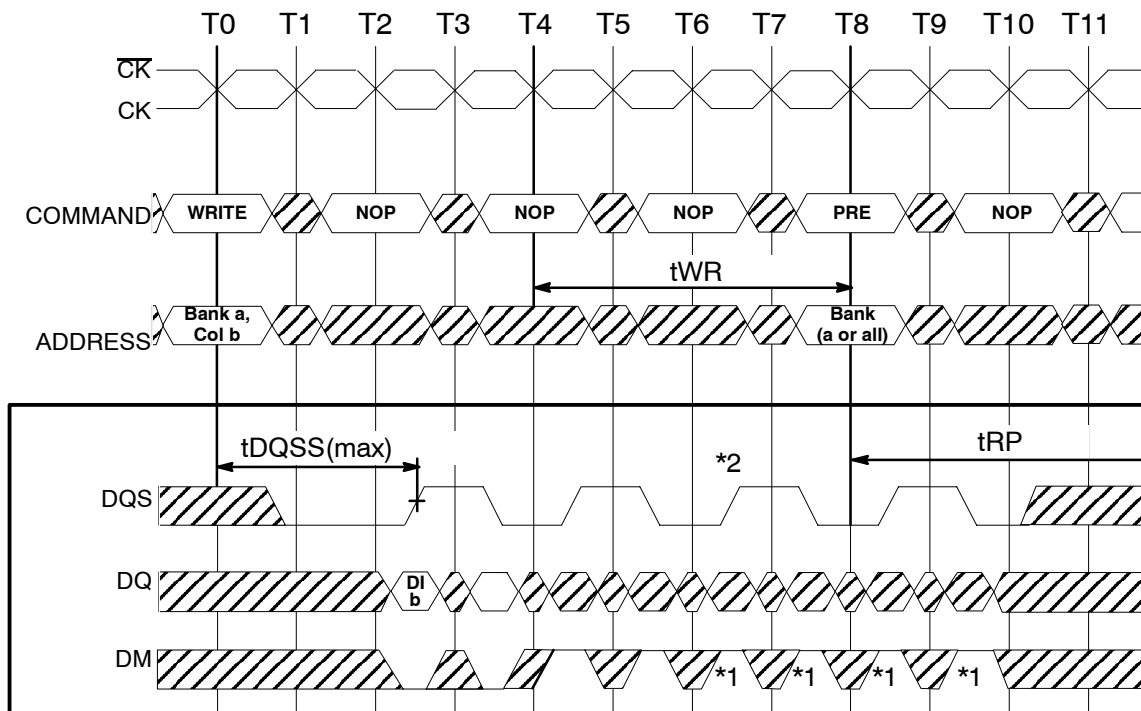 T0 T1 T2 T3 T4 T5 T6 T7 T8 T9 T10 T11
CK
CK
COMMAND WRITE NOP NOP NOP PRE NOP
tWR
ADDRESS Bank a, Col b Bank (a or all)
tDQSS(max) *2 tRP
DQS
DQ DI b
DM *1 *1 *1 *1